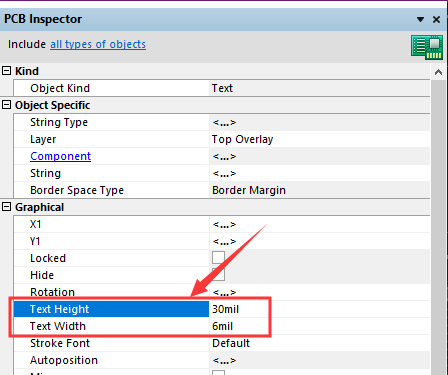 PCB Inspector
Include all types of objects
Kind
Object Kind Text
Object Specific
String Type <...>
Layer Top Overlay
Component <...>
String <...>
Border Space Type Border Margin
Graphical
X1 <...>
Y1 <...>
Locked
Hide
Rotation <...>
Text Height 30mil
Text Width 6mil
Stroke Font Default
Autoposition <...>